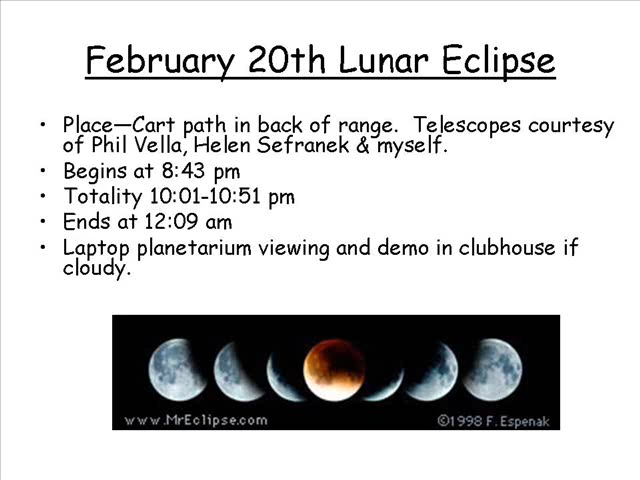 February 20th Lunar Eclipse
• Place—Cart path in back of range. Telescopes courtesy
of Phil Vella, Helen Sefranek & myself.
• Begins at 8:43 pm
• Totality 10:01-10:51 pm
• Ends at 12:09 am
• Laptop planetarium viewing and demo in clubhouse if
cloudy.
www.MrEclipse.com ©1998 F. Espenak